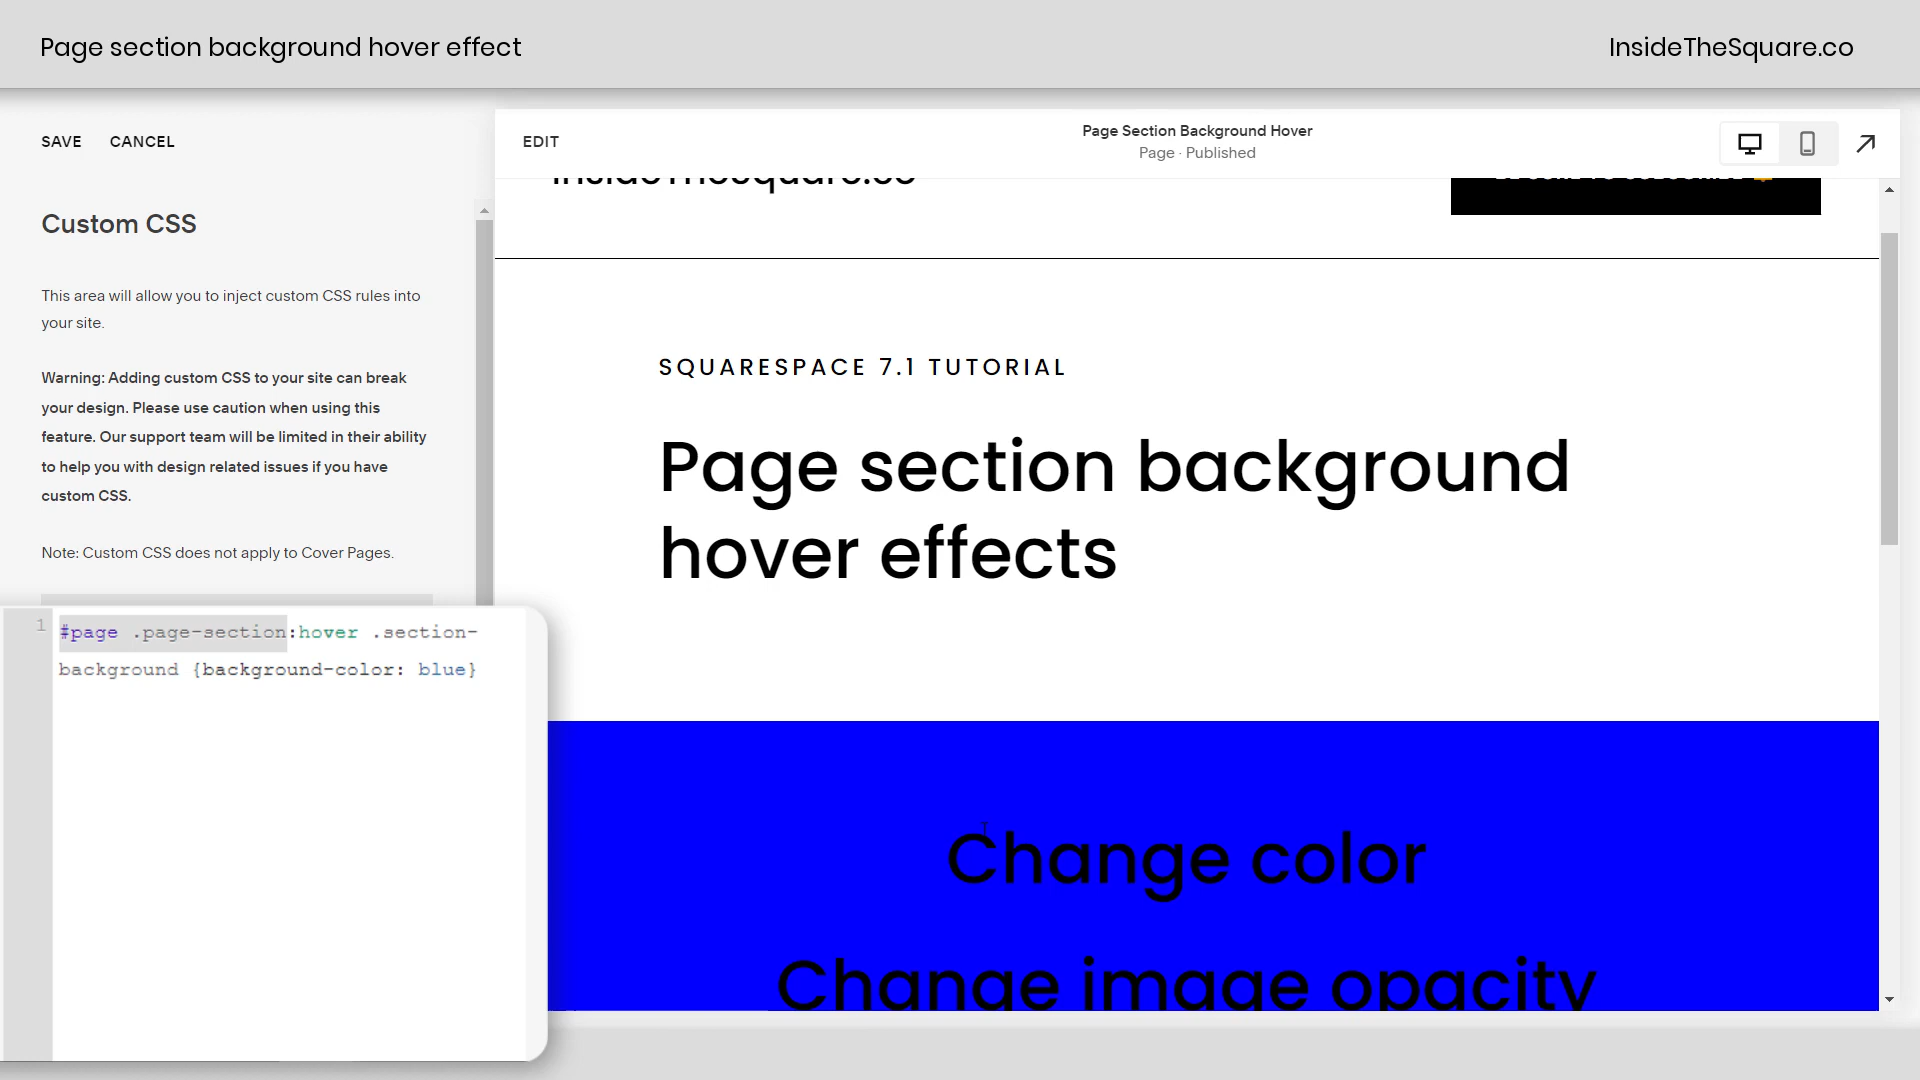 Page section background hover effect
InsideTheSquare.co
SAVE
CANCEL
EDIT
Page Section Background Hover
Page · Published
InsideTheSquare.co
Custom CSS
This area will allow you to inject custom CSS rules into
your site.
Warning: Adding custom CSS to your site can break
your design. Please use caution when using this
feature. Our support team will be limited in their ability
to help you with design related issues if you have
custom CSS.
Note: Custom CSS does not apply to Cover Pages.
1
#page .page-section:hover .section-
background {background-color: blue}
SQUARESPACE 7.1 TUTORIAL
Page section background
hover effects
Change color
Change image opacity